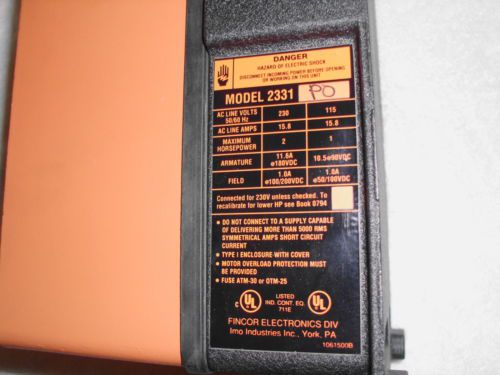 DANGER
HAZARD OF ELECTRIC SHOCK
DISCONNECT INCOMING POWER BEFORE OPENING
OR WORKING ON THIS UNIT
MODEL 2331 PO
AC LINE VOLTS 50/60 Hz 230 115
AC LINE AMPS 15.8 15.8
MAXIMUM HORSEPOWER 2 1
ARMATURE 11.6A @180VDC 10.5@90VDC
FIELD 1.0A @100/200VDC 1.0A @50/100VDC
Connected for 230V unless checked. To
recalibrate for lower HP see Book 0794
• DO NOT CONNECT TO A SUPPLY CAPABLE
OF DELIVERING MORE THAN 5000 RMS
SYMMETRICAL AMPS SHORT CIRCUIT
CURRENT
• TYPE I ENCLOSURE WITH COVER
• MOTOR OVERLOAD PROTECTION MUST
BE PROVIDED
• FUSE ATM-30 or OTM-25
C UL LISTED UL
IND. CONT. EQ.
711E
FINCOR ELECTRONICS DIV
Imo Industries Inc., York, PA
1061500B